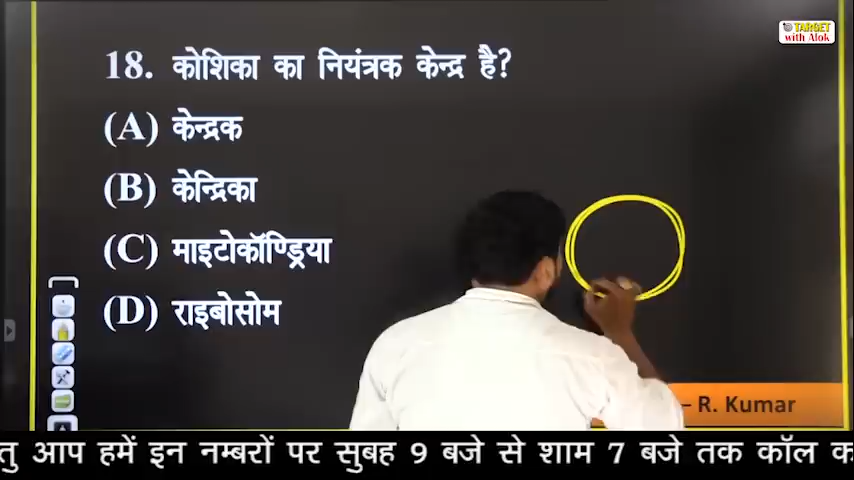 TARGET
with Alok
18. कोशिका का नियंत्रक केन्द्र है?
(A) केन्द्रक
(B) केन्द्रिका
(C) माइटोकॉण्ड्रिया
(D) राइबोसोम
– R. Kumar
तु आप हमें इन नम्बरों पर सुबह 9 बजे से शाम 7 बजे तक कॉल क